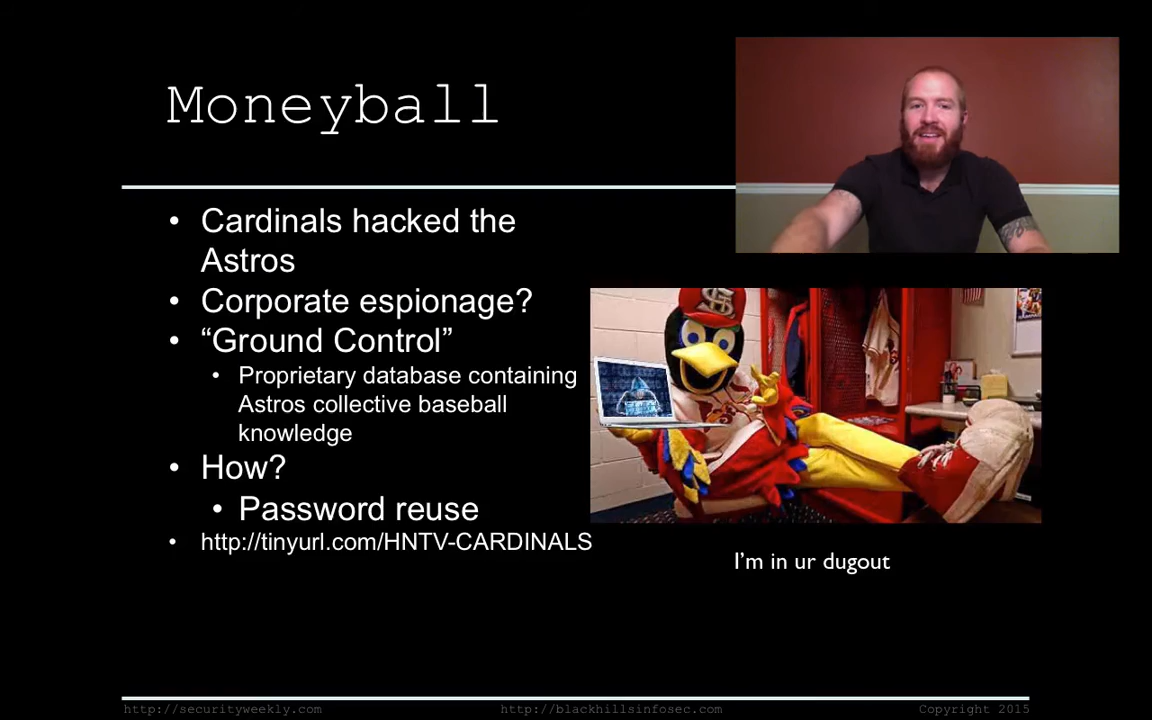 Moneyball
• Cardinals hacked the
Astros
• Corporate espionage?
• “Ground Control”
• Proprietary database containing
Astros collective baseball
knowledge
• How?
• Password reuse
• http://tinyurl.com/HNTV-CARDINALS
I’m in ur dugout
http://securityweekly.com
http://blackhillsinfosec.com
Copyright 2015